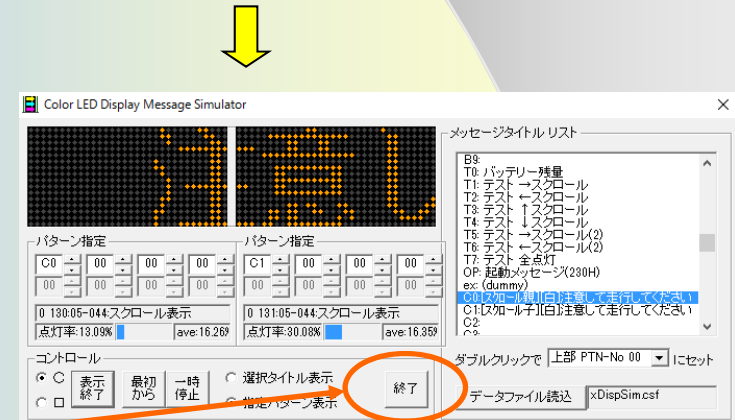 Color LED Display Message Simulator
注意し
メッセージタイトル リスト
B9:
T0: バッテリー残量
T1: テスト →スクロール
T2: テスト ←スクロール
T3: テスト ↑スクロール
T4: テスト ↓スクロール
T5: テスト →スクロール(2)
T6: テスト ←スクロール(2)
T7: テスト 全点灯
OP: 起動メッセージ(230H)
ex: (dummy)
C0:[スクロール親][白]注意して走行してください
C1:[スクロール子][白]注意して走行してください
C2:
パターン指定
C0 00 00 00
00 00 00 00
0 130:05-044:スクロール表示
点灯率:13.09% ave:16.26%
パターン指定
C1 00 00 00
00 00 00 00
0 131:05-044:スクロール表示
点灯率:30.08% ave:16.35%
コントロール
C
表示終了
最初から
一時停止
選択タイトル表示
指定パターン表示
終了
ダブルクリックで 上部 PTN-No 00 にセット
データファイル読込 xDispSim.csf